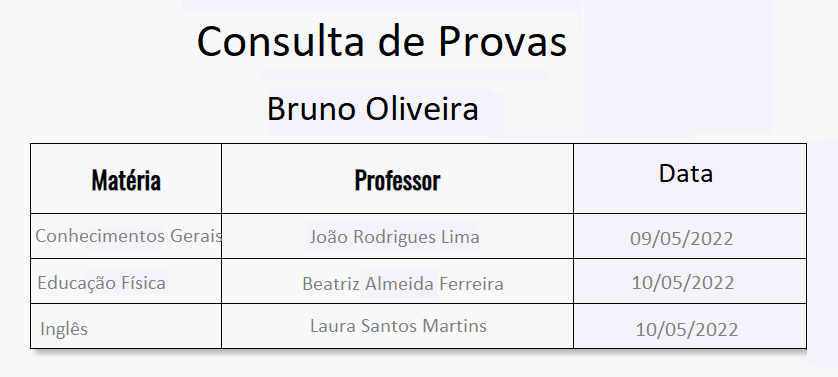 Consulta de Provas
Bruno Oliveira
Matéria Professor Data
Conhecimentos Gerais João Rodrigues Lima 09/05/2022
Educação Física Beatriz Almeida Ferreira 10/05/2022
Inglês Laura Santos Martins 10/05/2022